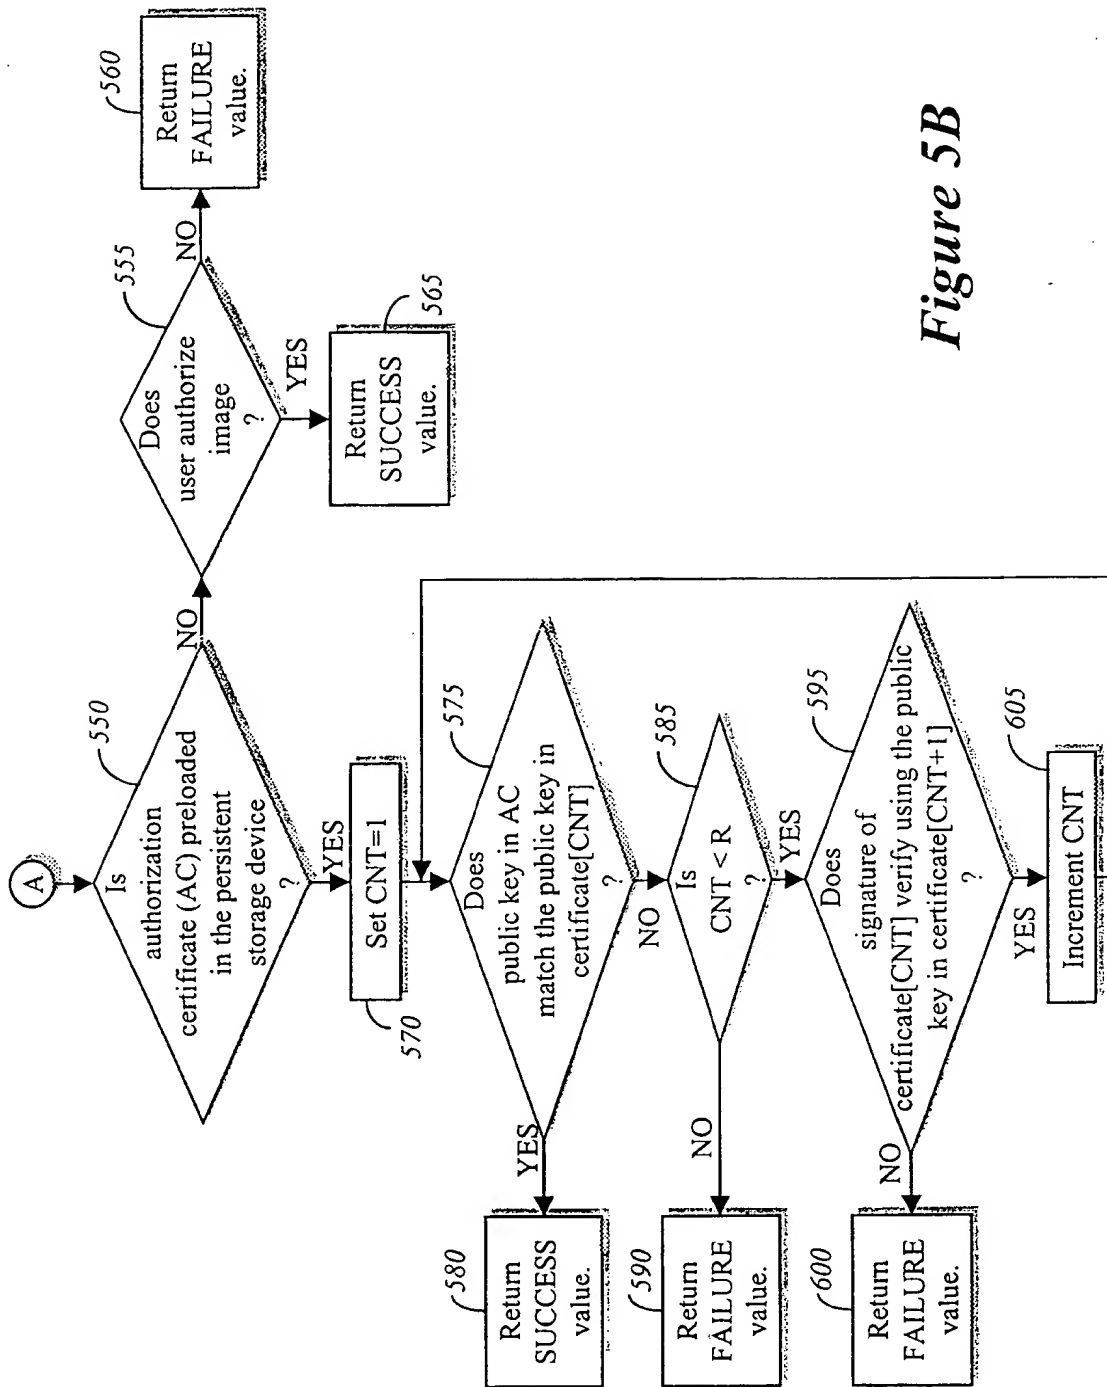 A
550
Is
authorization
certificate (AC) preloaded
in the persistent
storage device
?
NO
555
Does
user authorize
image
?
NO
560
Return
FAILURE
value.
YES
565
Return
SUCCESS
value.
YES
Set CNT=1
570
575
Does
public key in AC
match the public key in
certificate[CNT]
?
YES
580
Return
SUCCESS
value.
NO
585
Is
CNT < R
?
NO
590
Return
FAILURE
value.
YES
595
Does
signature of
certificate[CNT] verify using the public
key in certificate[CNT+1]
?
NO
600
Return
FAILURE
value.
YES
605
Increment CNT
Figure 5B